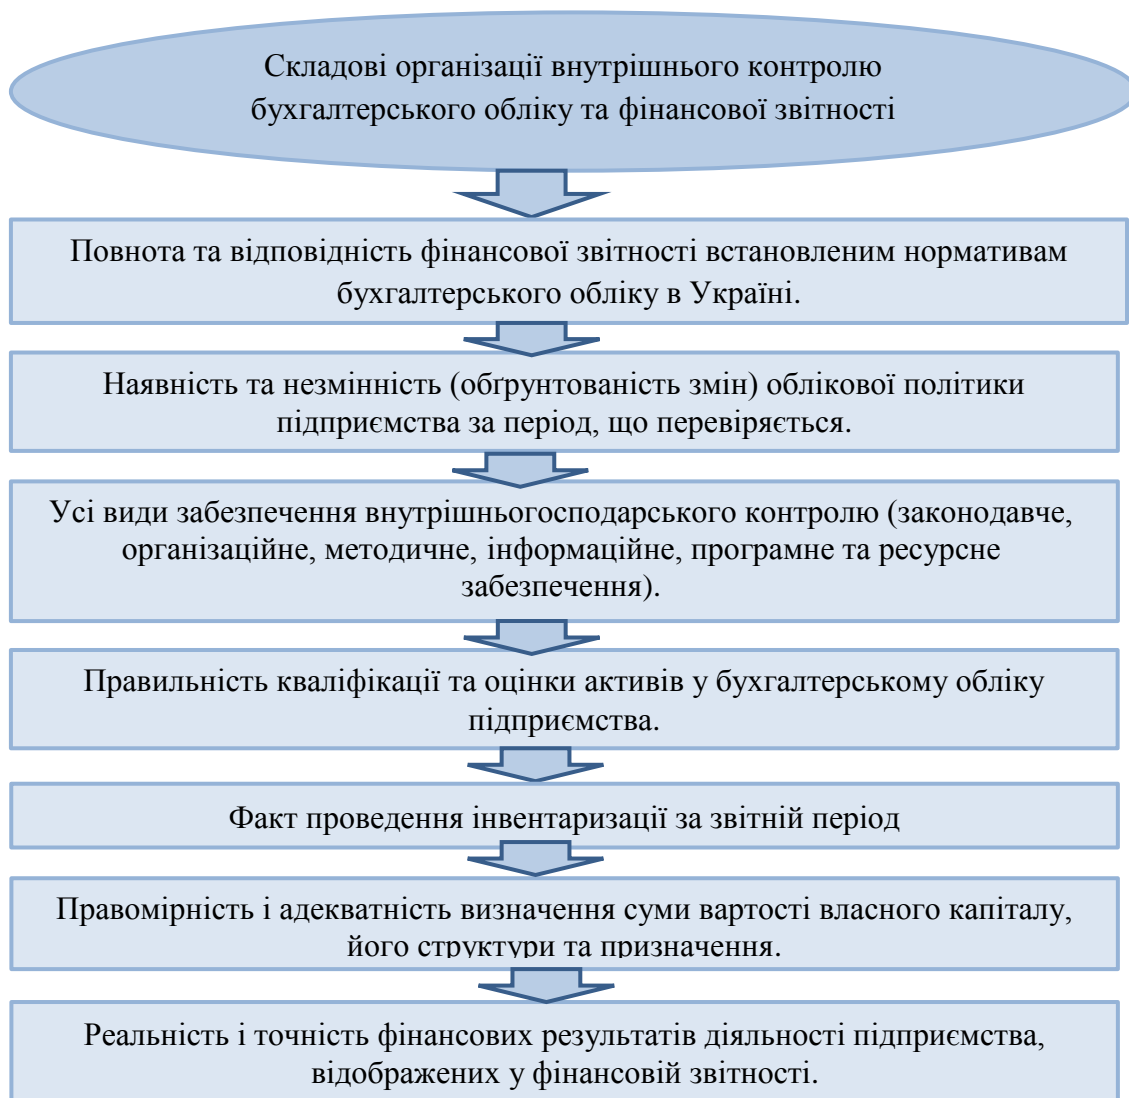 Складові організації внутрішнього контролю
бухгалтерського обліку та фінансової звітності
Повнота та відповідність фінансової звітності встановленим нормативам
бухгалтерського обліку в Україні.
Наявність та незмінність (обґрунтованість змін) облікової політики
підприємства за період, що перевіряється.
Усі види забезпечення внутрішньогосподарського контролю (законодавче,
організаційне, методичне, інформаційне, програмне та ресурсне
забезпечення).
Правильність кваліфікації та оцінки активів у бухгалтерському обліку
підприємства.
Факт проведення інвентаризації за звітній період
Правомірність і адекватність визначення суми вартості власного капіталу,
його структури та призначення.
Реальність і точність фінансових результатів діяльності підприємства,
відображених у фінансовій звітності.